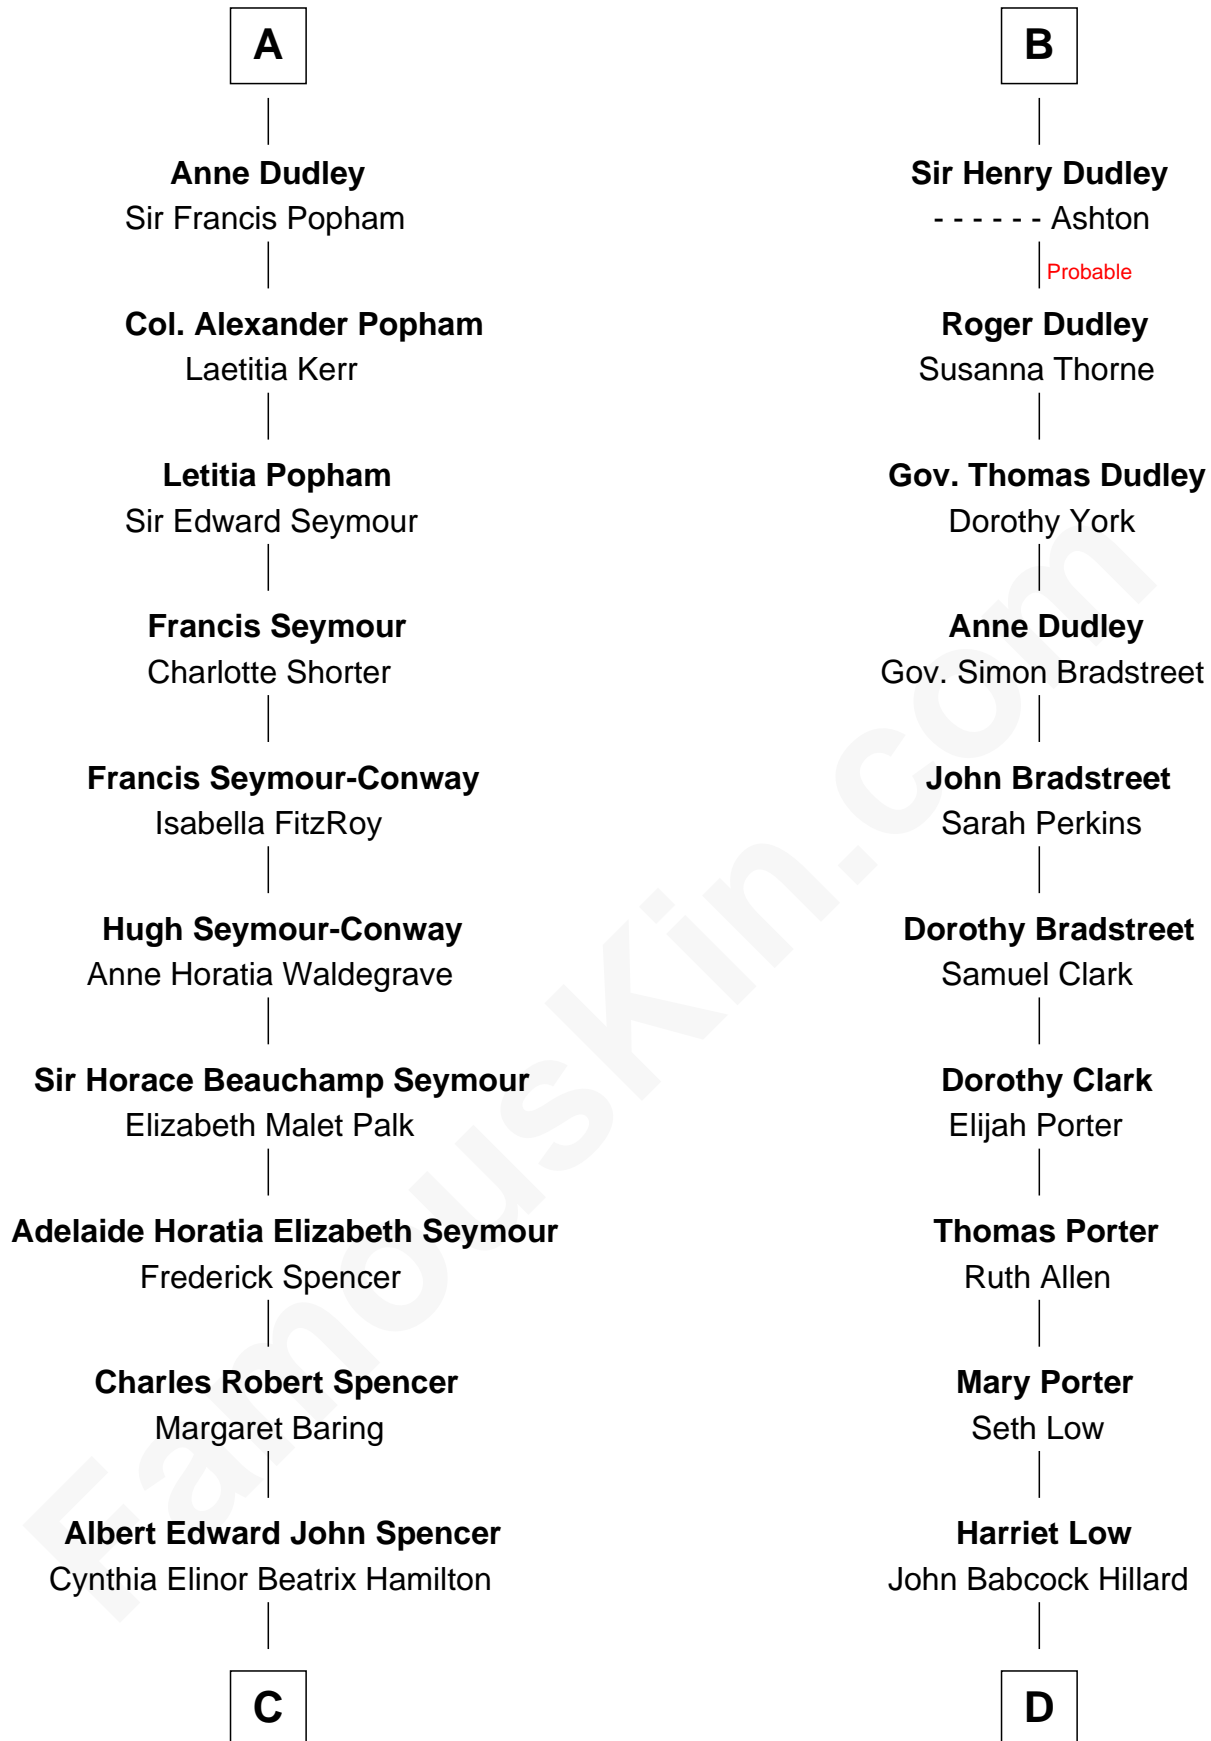 A
Anne Dudley
Sir Francis Popham
Col. Alexander Popham
Laetitia Kerr
Letitia Popham
Sir Edward Seymour
Francis Seymour
Charlotte Shorter
Francis Seymour-Conway
Isabella FitzRoy
Hugh Seymour-Conway
Anne Horatia Waldegrave
Sir Horace Beauchamp Seymour
Elizabeth Malet Palk
Adelaide Horatia Elizabeth Seymour
Frederick Spencer
Charles Robert Spencer
Margaret Baring
Albert Edward John Spencer
Cynthia Elinor Beatrix Hamilton
C
B
Sir Henry Dudley
- - - - - - Ashton
Probable
Roger Dudley
Susanna Thorne
Gov. Thomas Dudley
Dorothy York
Anne Dudley
Gov. Simon Bradstreet
John Bradstreet
Sarah Perkins
Dorothy Bradstreet
Samuel Clark
Dorothy Clark
Elijah Porter
Thomas Porter
Ruth Allen
Mary Porter
Seth Low
Harriet Low
John Babcock Hillard
D
FamousKin.com